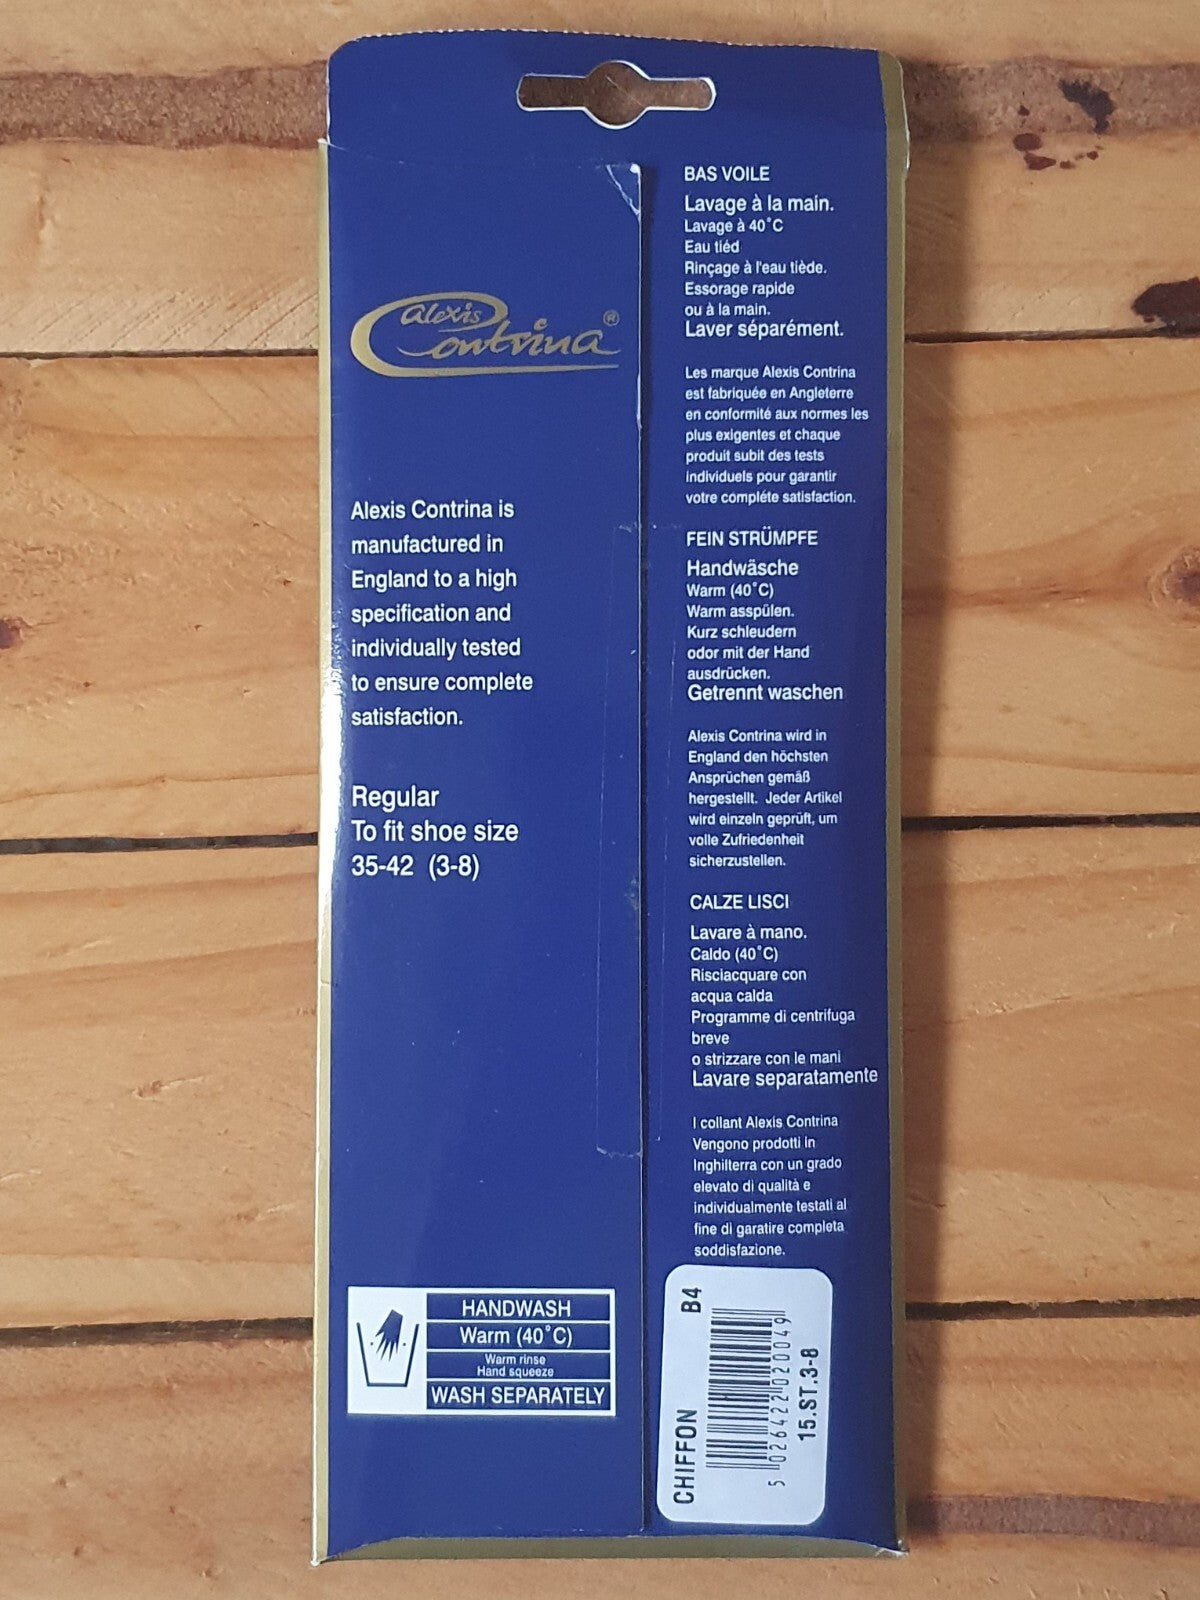 Alexis
Contrina®
Alexis Contrina is
manufactured in
England to a high
specification and
individually tested
to ensure complete
satisfaction.
Regular
To fit shoe size
35-42 (3-8)
HANDWASH
Warm (40˚C)
Warm rinse
Hand squeeze
WASH SEPARATELY
BAS VOILE
Lavage à la main.
Lavage à 40˚C
Eau tiéd
Rinçage à l'eau tiède.
Essorage rapide
ou à la main.
Laver séparément.
Les marque Alexis Contrina
est fabriquée en Angleterre
en conformité aux normes les
plus exigentes et chaque
produit subit des tests
individuels pour garantir
votre compléte satisfaction.
FEIN STRÜMPFE
Handwäsche
Warm (40˚C)
Warm asspülen.
Kurz schleudern
odor mit der Hand
ausdrücken.
Getrennt waschen
Alexis Contrina wird in
England den höchsten
Ansprüchen gemäß
hergestellt. Jeder Artikel
wird einzeln geprüft, um
volle Zufriedenheit
sicherzustellen.
CALZE LISCI
Lavare à mano.
Caldo (40˚C)
Risciacquare con
acqua calda
Programme di centrifuga
breve
o strizzare con le mani
Lavare separatamente
I collant Alexis Contrina
Vengono prodotti in
Inghilterra con un grado
elevato di qualità e
individualmente testati al
fine di garatire completa
soddisfazione.
CHIFFON B4
5 026422 020049
15.ST.3-8